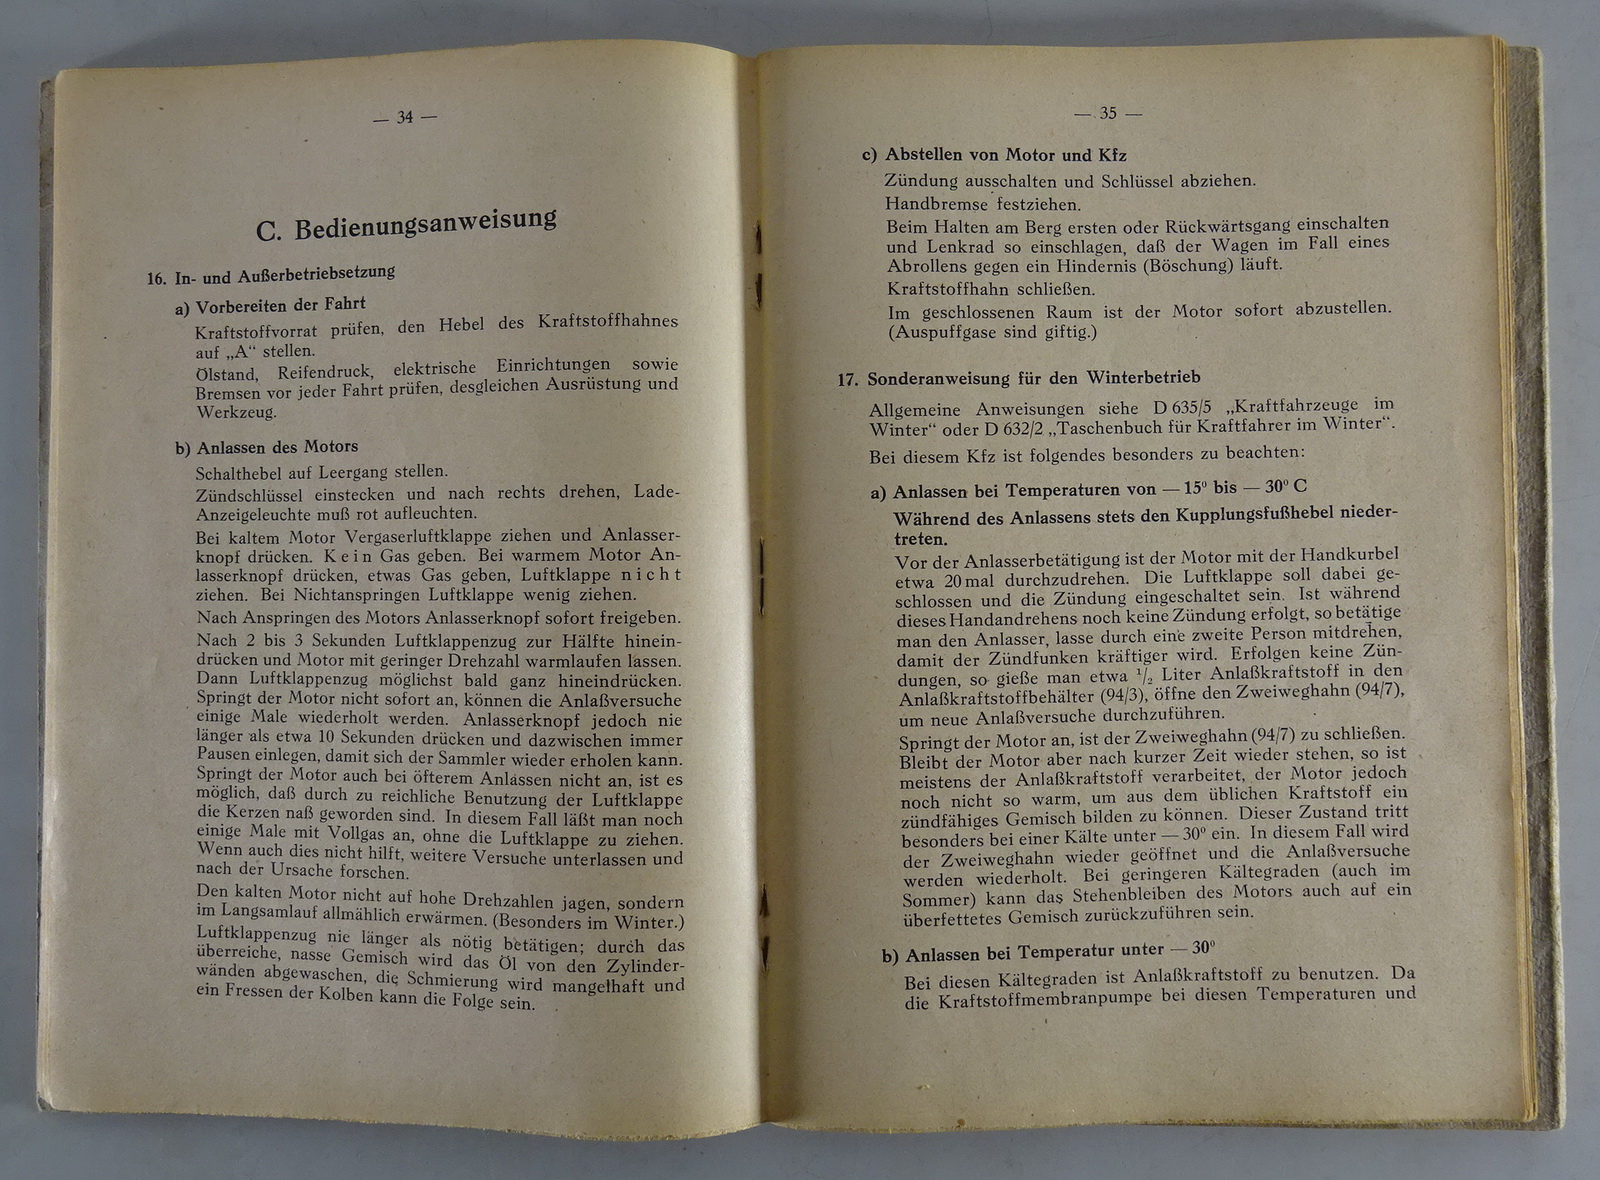 — 34 —
C. Bedienungsanweisung
16. In- und Außerbetriebsetzung
a) Vorbereiten der Fahrt
Kraftstoffvorrat prüfen, den Hebel des Kraftstoffhahnes
auf „A“ stellen.
Ölstand, Reifendruck, elektrische Einrichtungen sowie
Bremsen vor jeder Fahrt prüfen, desgleichen Ausrüstung und
Werkzeug.
b) Anlassen des Motors
Schalthebel auf Leergang stellen.
Zündschlüssel einstecken und nach rechts drehen, Lade-
Anzeigeleuchte muß rot aufleuchten.
Bei kaltem Motor Vergaserluftklappe ziehen und Anlasser-
knopf drücken. Kein Gas geben. Bei warmem Motor An-
lasserknopf drücken, etwas Gas geben, Luftklappe nicht
ziehen. Bei Nichtanspringen Luftklappe wenig ziehen.
Nach Anspringen des Motors Anlasserknopf sofort freigeben.
Nach 2 bis 3 Sekunden Luftklappenzug zur Hälfte hinein-
drücken und Motor mit geringer Drehzahl warmlaufen lassen.
Dann Luftklappenzug möglichst bald ganz hineindrücken.
Springt der Motor nicht sofort an, können die Anlaßversuche
einige Male wiederholt werden. Anlasserknopf jedoch nie
länger als etwa 10 Sekunden drücken und dazwischen immer
Pausen einlegen, damit sich der Sammler wieder erholen kann.
Springt der Motor auch bei öfterem Anlassen nicht an, ist es
möglich, daß durch zu reichliche Benutzung der Luftklappe
die Kerzen naß geworden sind. In diesem Fall läßt man noch
einige Male mit Vollgas an, ohne die Luftklappe zu ziehen.
Wenn auch dies nicht hilft, weitere Versuche unterlassen und
nach der Ursache forschen.
Den kalten Motor nicht auf hohe Drehzahlen jagen, sondern
im Langsamlauf allmählich erwärmen. (Besonders im Winter.)
Luftklappenzug nie länger als nötig betätigen; durch das
überreiche, nasse Gemisch wird das Öl von den Zylinder-
wänden abgewaschen, die Schmierung wird mangelhaft und
ein Fressen der Kolben kann die Folge sein.
— 35 —
c) Abstellen von Motor und Kfz
Zündung ausschalten und Schlüssel abziehen.
Handbremse festziehen.
Beim Halten am Berg ersten oder Rückwärtsgang einschalten
und Lenkrad so einschlagen, daß der Wagen im Fall eines
Abrollens gegen ein Hindernis (Böschung) läuft.
Kraftstoffhahn schließen.
Im geschlossenen Raum ist der Motor sofort abzustellen.
(Auspuffgase sind giftig.)
17. Sonderanweisung für den Winterbetrieb
Allgemeine Anweisungen siehe D 635/5 „Kraftfahrzeuge im
Winter“ oder D 632/2 „Taschenbuch für Kraftfahrer im Winter“.
Bei diesem Kfz ist folgendes besonders zu beachten:
a) Anlassen bei Temperaturen von — 15⁰ bis — 30⁰ C
Während des Anlassens stets den Kupplungsfußhebel nieder-
treten.
Vor der Anlasserbetätigung ist der Motor mit der Handkurbel
etwa 20 mal durchzudrehen. Die Luftklappe soll dabei ge-
schlossen und die Zündung eingeschaltet sein. Ist während
dieses Handandrehens noch keine Zündung erfolgt, so betätige
man den Anlasser, lasse durch eine zweite Person mitdrehen,
damit der Zündfunken kräftiger wird. Erfolgen keine Zün-
dungen, so gieße man etwa ½ Liter Anlaßkraftstoff in den
Anlaßkraftstoffbehälter (94/3), öffne den Zweiweghahn (94/7),
um neue Anlaßversuche durchzuführen.
Springt der Motor an, ist der Zweiweghahn (94/7) zu schließen.
Bleibt der Motor aber nach kurzer Zeit wieder stehen, so ist
meistens der Anlaßkraftstoff verarbeitet, der Motor jedoch
noch nicht so warm, um aus dem üblichen Kraftstoff ein
zündfähiges Gemisch bilden zu können. Dieser Zustand tritt
besonders bei einer Kälte unter — 30⁰ ein. In diesem Fall wird
der Zweiweghahn wieder geöffnet und die Anlaßversuche
werden wiederholt. Bei geringeren Kältegraden (auch im
Sommer) kann das Stehenbleiben des Motors auch auf ein
überfettetes Gemisch zurückzuführen sein.
b) Anlassen bei Temperatur unter — 30⁰
Bei diesen Kältegraden ist Anlaßkraftstoff zu benutzen. Da
die Kraftstoffmembranpumpe bei diesen Temperaturen und